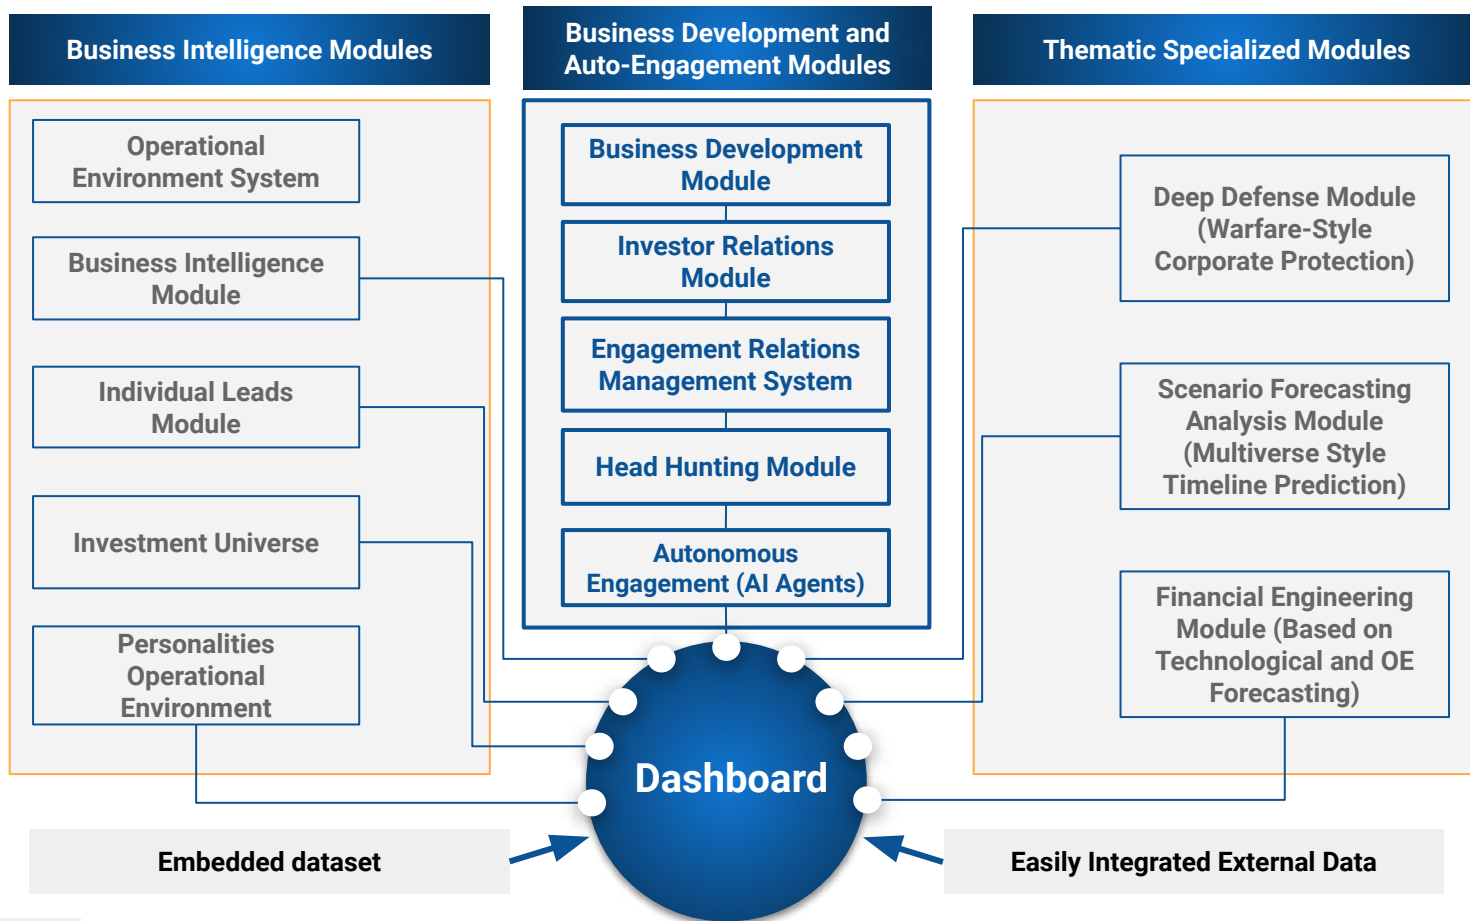 Business Intelligence Modules
Business Development and
Auto-Engagement Modules
Thematic Specialized Modules
Operational
Environment System
Business Intelligence
Module
Individual Leads
Module
Investment Universe
Personalities
Operational
Environment
Business Development
Module
Investor Relations
Module
Engagement Relations
Management System
Head Hunting Module
Autonomous
Engagement (AI Agents)
Deep Defense Module
(Warfare-Style
Corporate Protection)
Scenario Forecasting
Analysis Module
(Multiverse Style
Timeline Prediction)
Financial Engineering
Module (Based on
Technological and OE
Forecasting)
Dashboard
Embedded dataset
Easily Integrated External Data